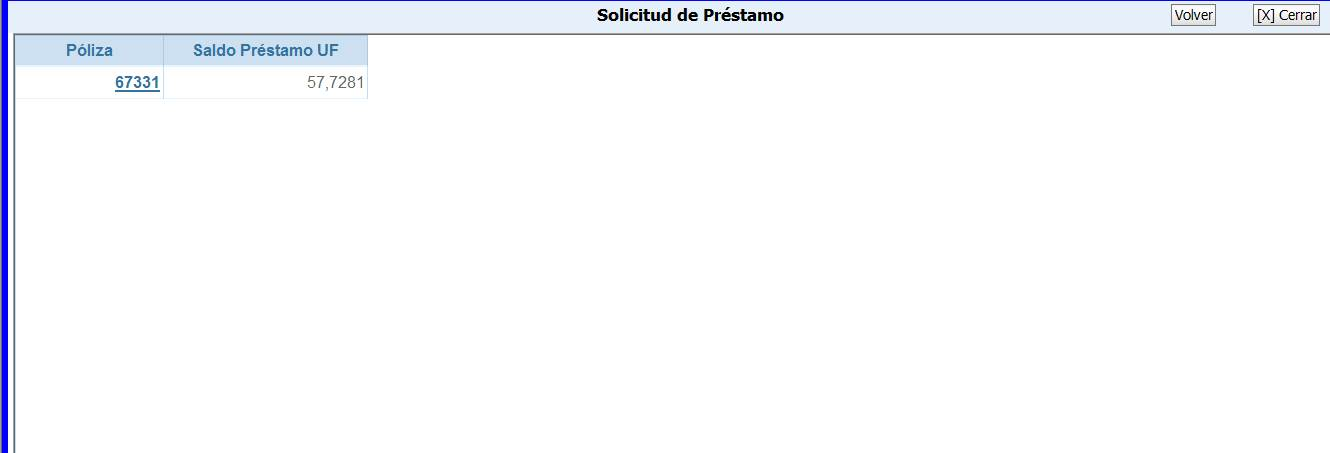 Solicitud de Préstamo
Volver
[X] Cerrar
Póliza Saldo Préstamo UF
67331 57,7281